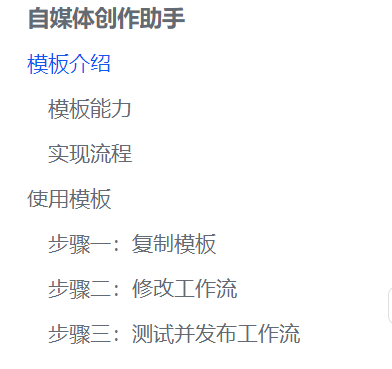 自媒体创作助手
模板介绍
模板能力
实现流程
使用模板
步骤一：复制模板
步骤二：修改工作流
步骤三：测试并发布工作流